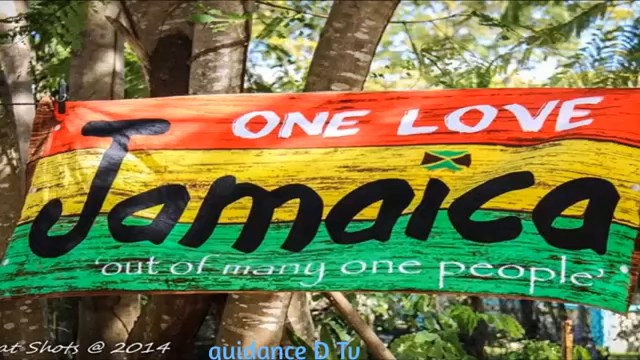 ONE LOVE
Jamaica
'out of many one people'
at Shots @ 2014
guidance D Tv